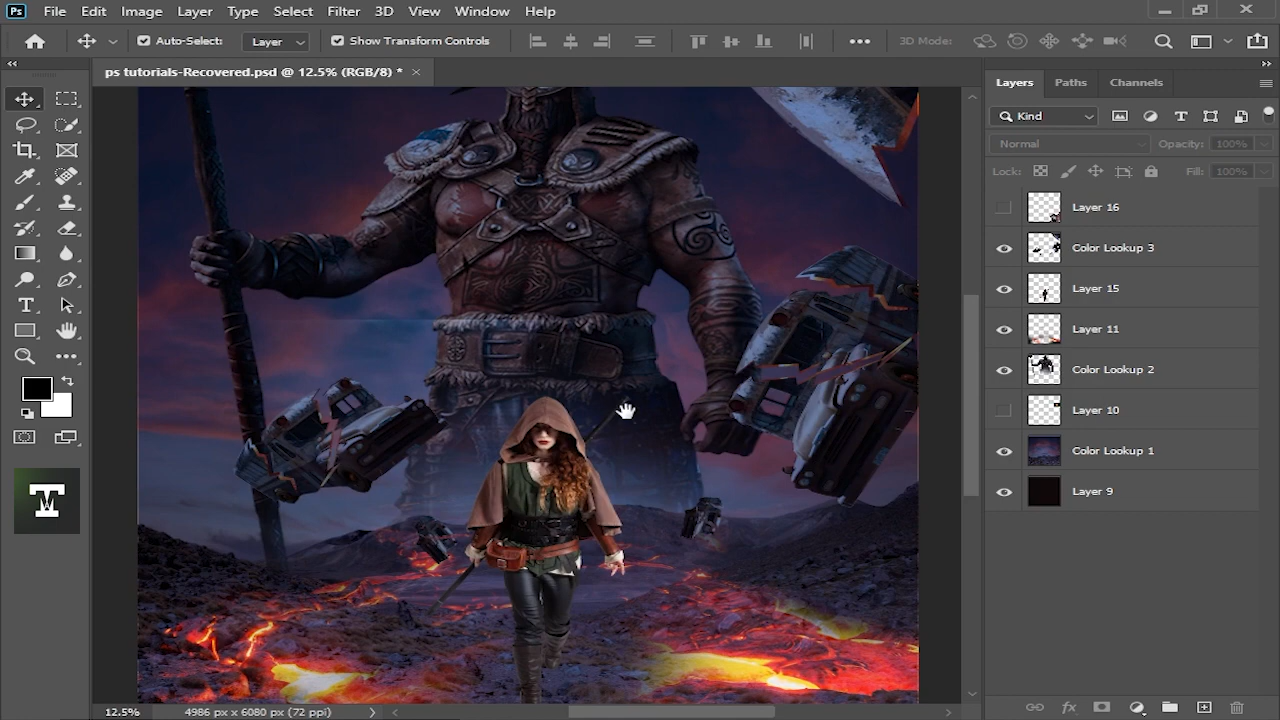 Ps File Edit Image Layer Type Select Filter 3D View Window Help
Auto-Select: Layer Show Transform Controls 3D Mode:
ps tutorials-Recovered.psd @ 12.5% (RGB/8) *
Layers Paths Channels
Kind
Normal Opacity: 100%
Lock: Fill: 100%
Layer 16
Color Lookup 3
Layer 15
Layer 11
Color Lookup 2
Layer 10
Color Lookup 1
Layer 9
12.5% 4986 px x 6080 px (72 ppi)